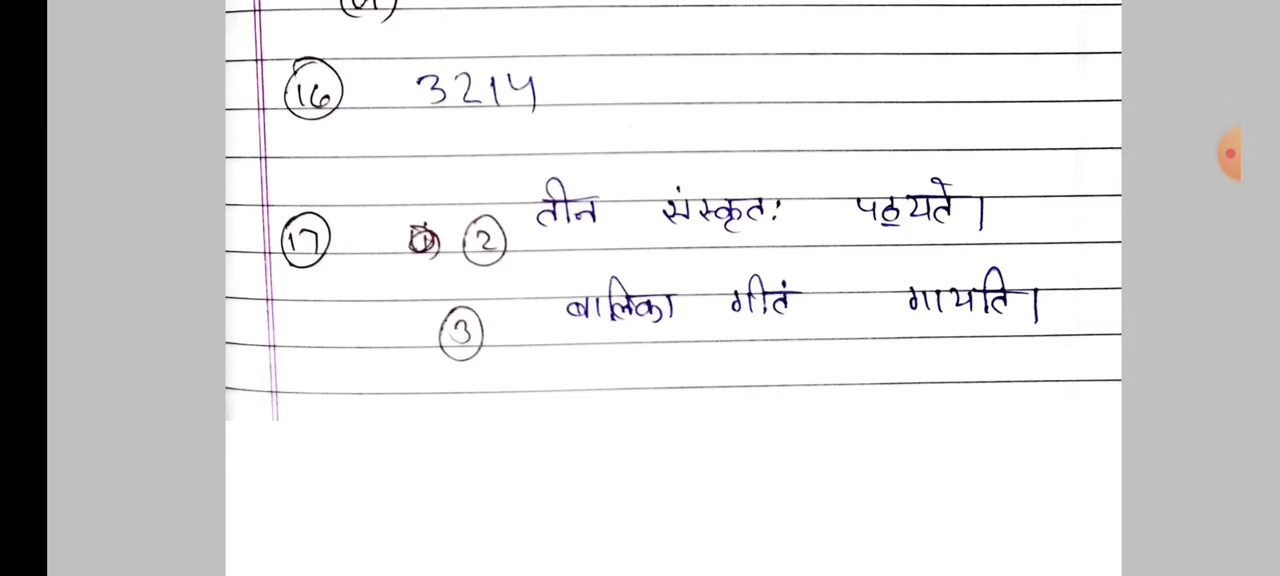 (16) 3214
(17) (2) तीन संस्कृत: पठ्यते।
(3) बालिका गीतं गायति।